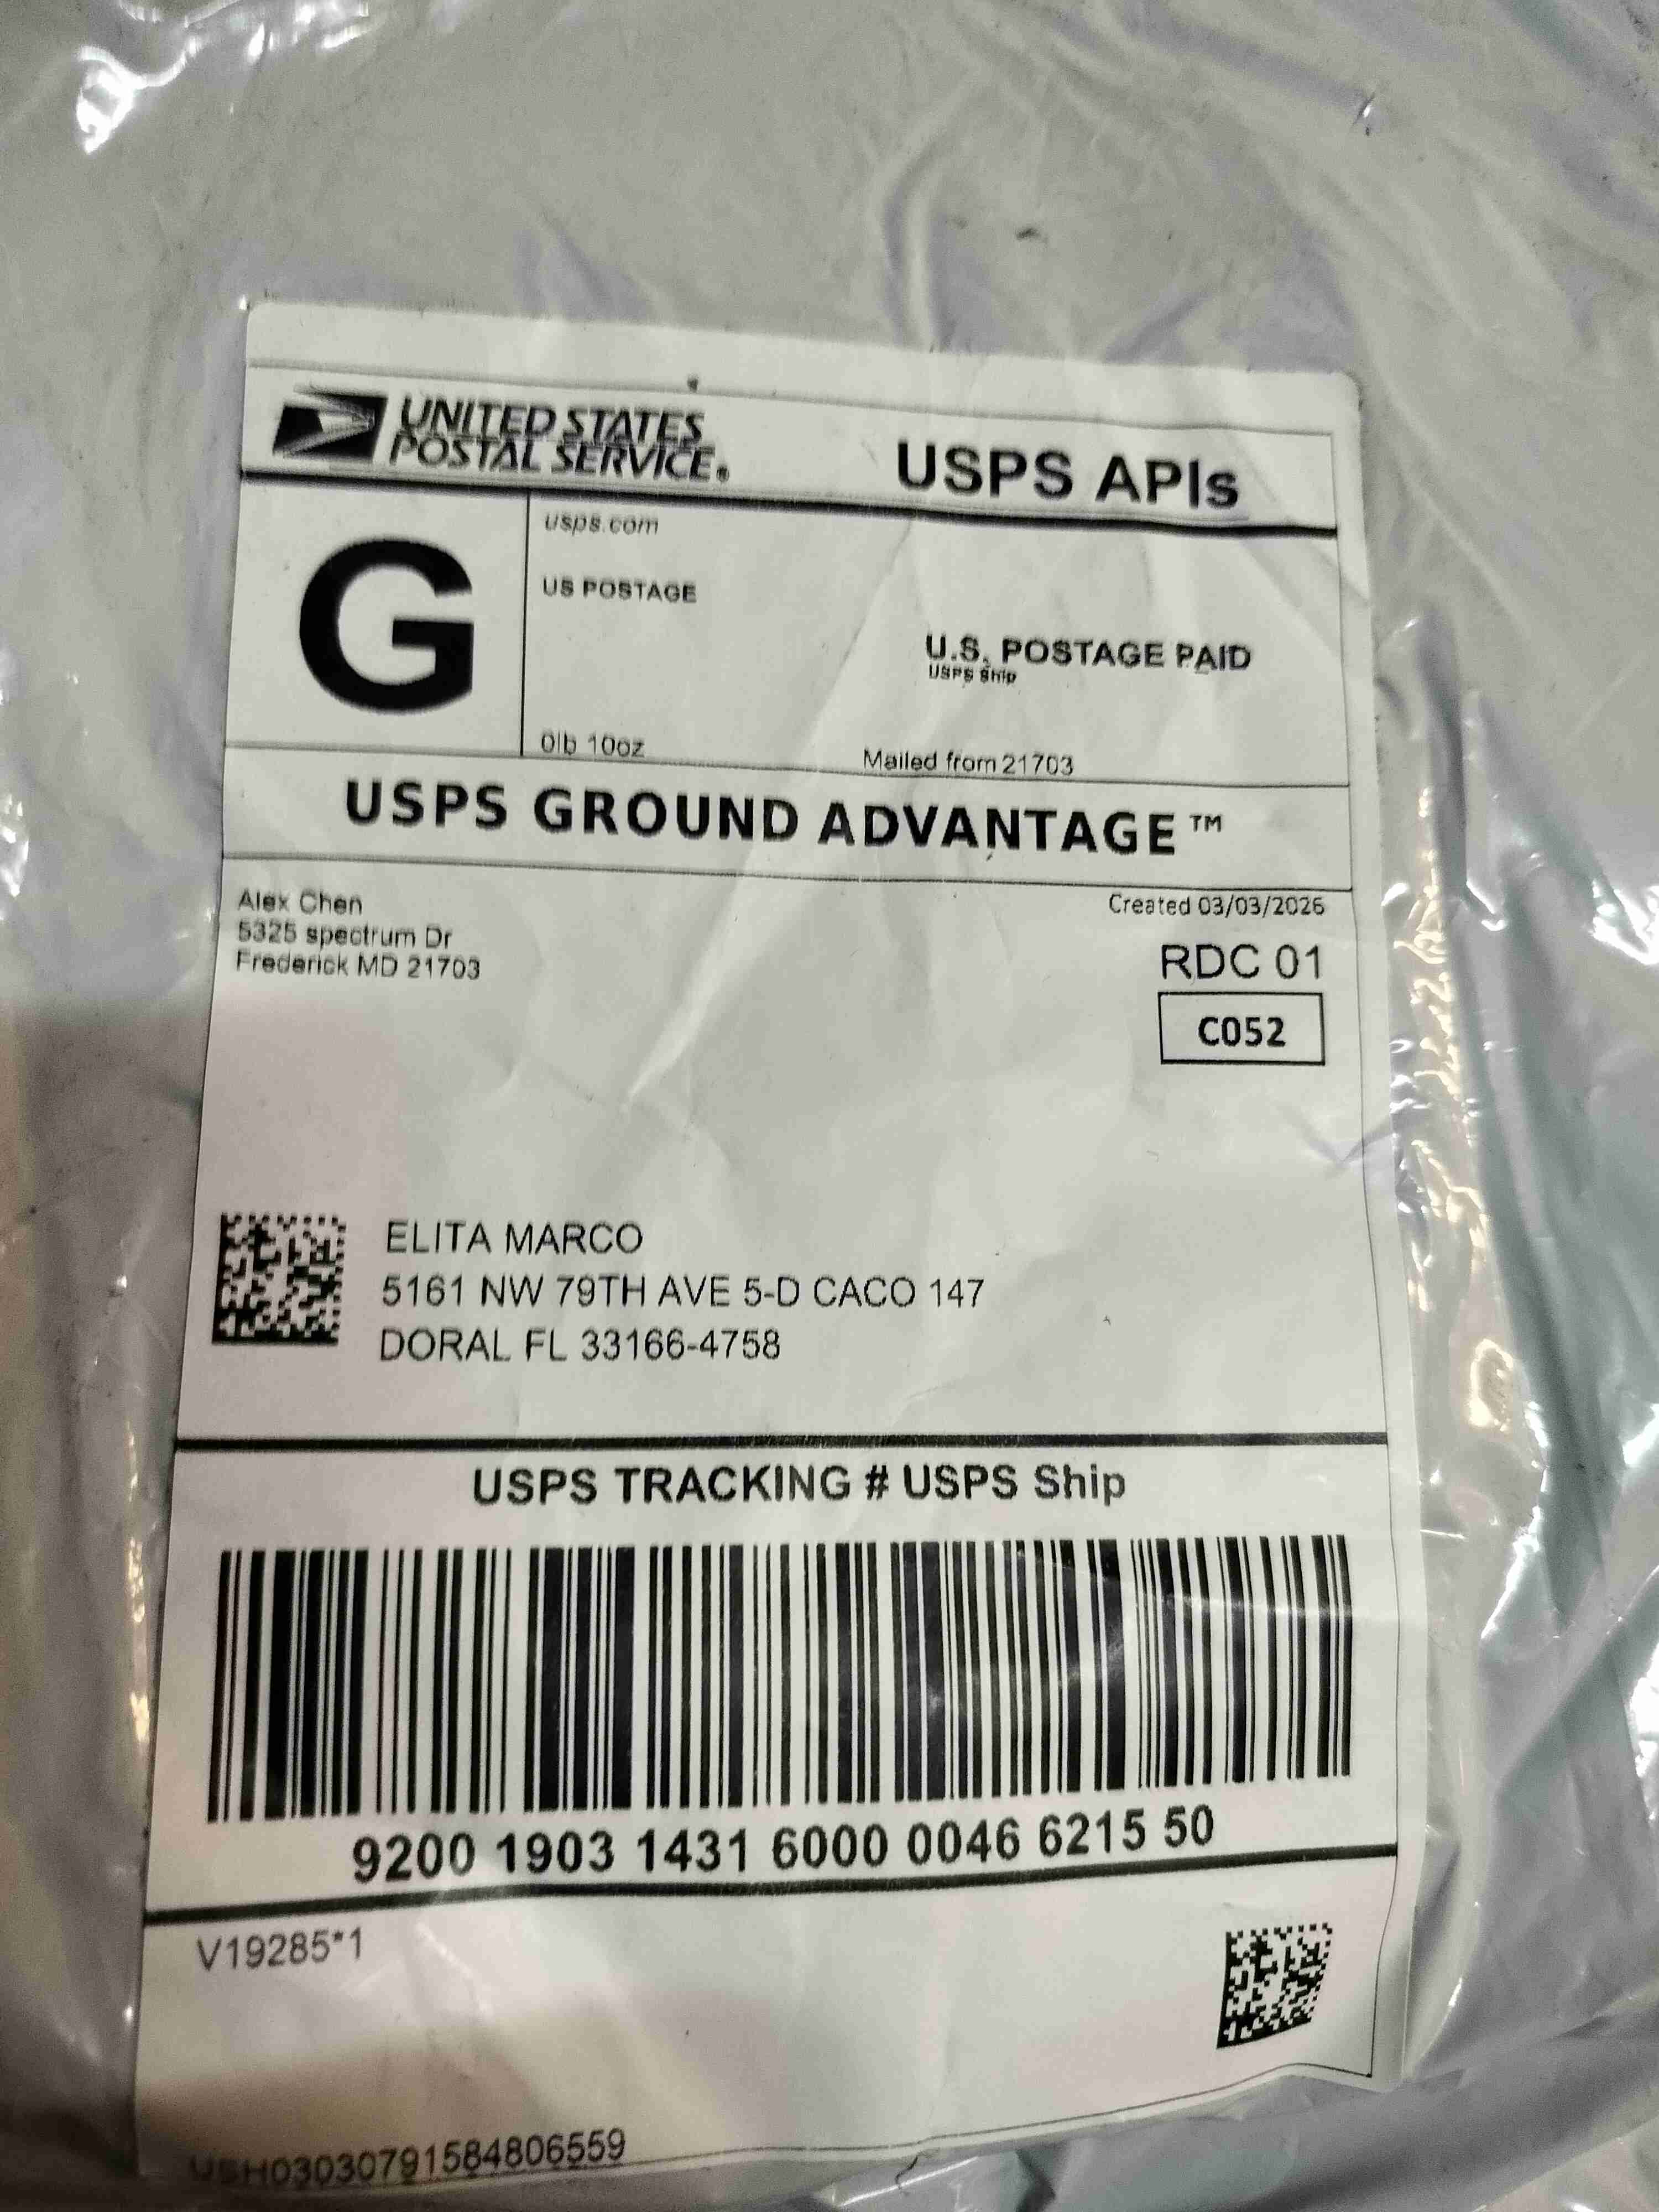 UNITED STATES
POSTAL SERVICE®
USPS APIs
G
usps.com
US POSTAGE
U.S. POSTAGE PAID
USPS Ship
0lb 10oz
Mailed from 21703
USPS GROUND ADVANTAGE™
Alex Chen
5325 spectrum Dr
Frederick MD 21703
Created 03/03/2026
RDC 01
C052
ELITA MARCO
5161 NW 79TH AVE 5-D CACO 147
DORAL FL 33166-4758
USPS TRACKING # USPS Ship
9200 1903 1431 6000 0046 6215 50
V19285*1
USH03030791584806559